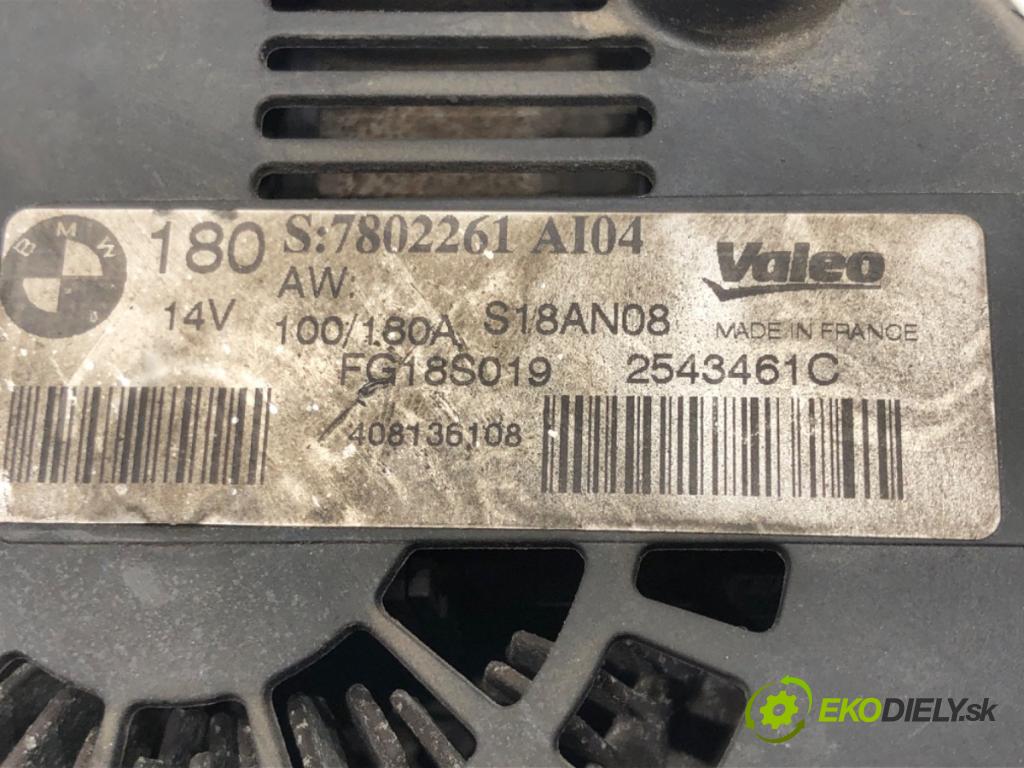 BMW 180 S:7802261 AI04 Valeo
AW:
14V 100/180A S18AN08 MADE IN FRANCE
FG18S019 2543461C
408136108
EKODIELY.sk